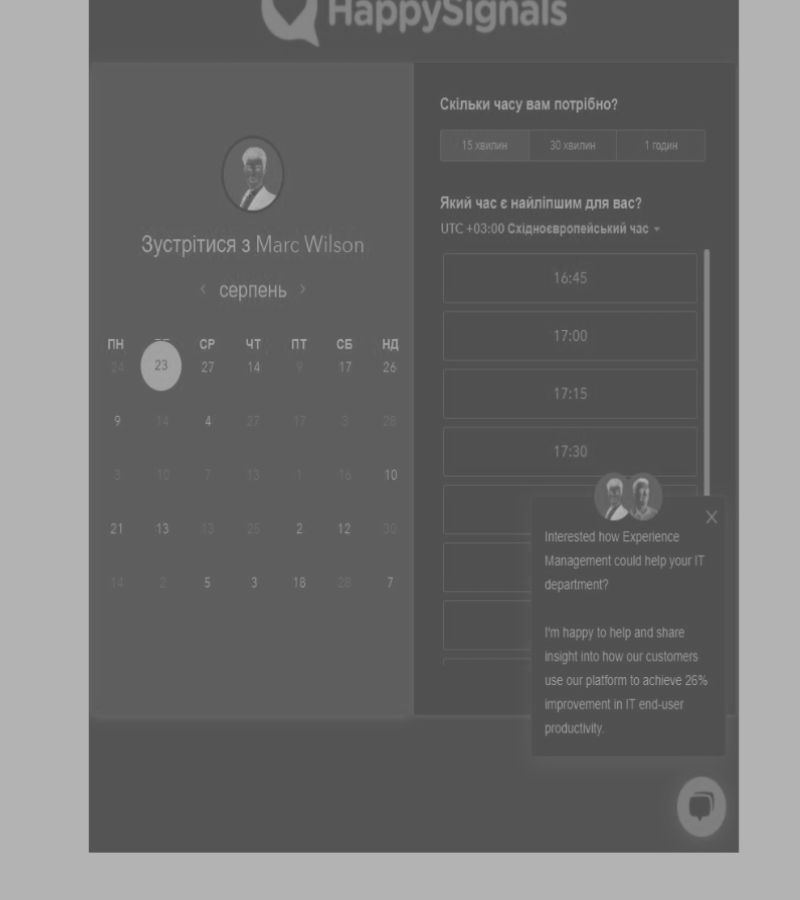 HappySignals
Зустрітися з Marc Wilson
серпень
ПН СР ЧТ ПТ СБ НД
24 23 27 14 9 17 26
9 14 4 27 17 3 28
3 10 7 13 1 16 10
21 13 13 25 2 12 30
14 2 5 3 18 28 7
Скільки часу вам потрібно?
15 хвилин 30 хвилин 1 годин
Який час є найліпшим для вас?
UTC +03:00 Східноєвропейський час
16:45
17:00
17:15
17:30
Interested how Experience
Management could help your IT
department?
I'm happy to help and share
insight into how our customers
use our platform to achieve 26%
improvement in IT end-user
productivity.